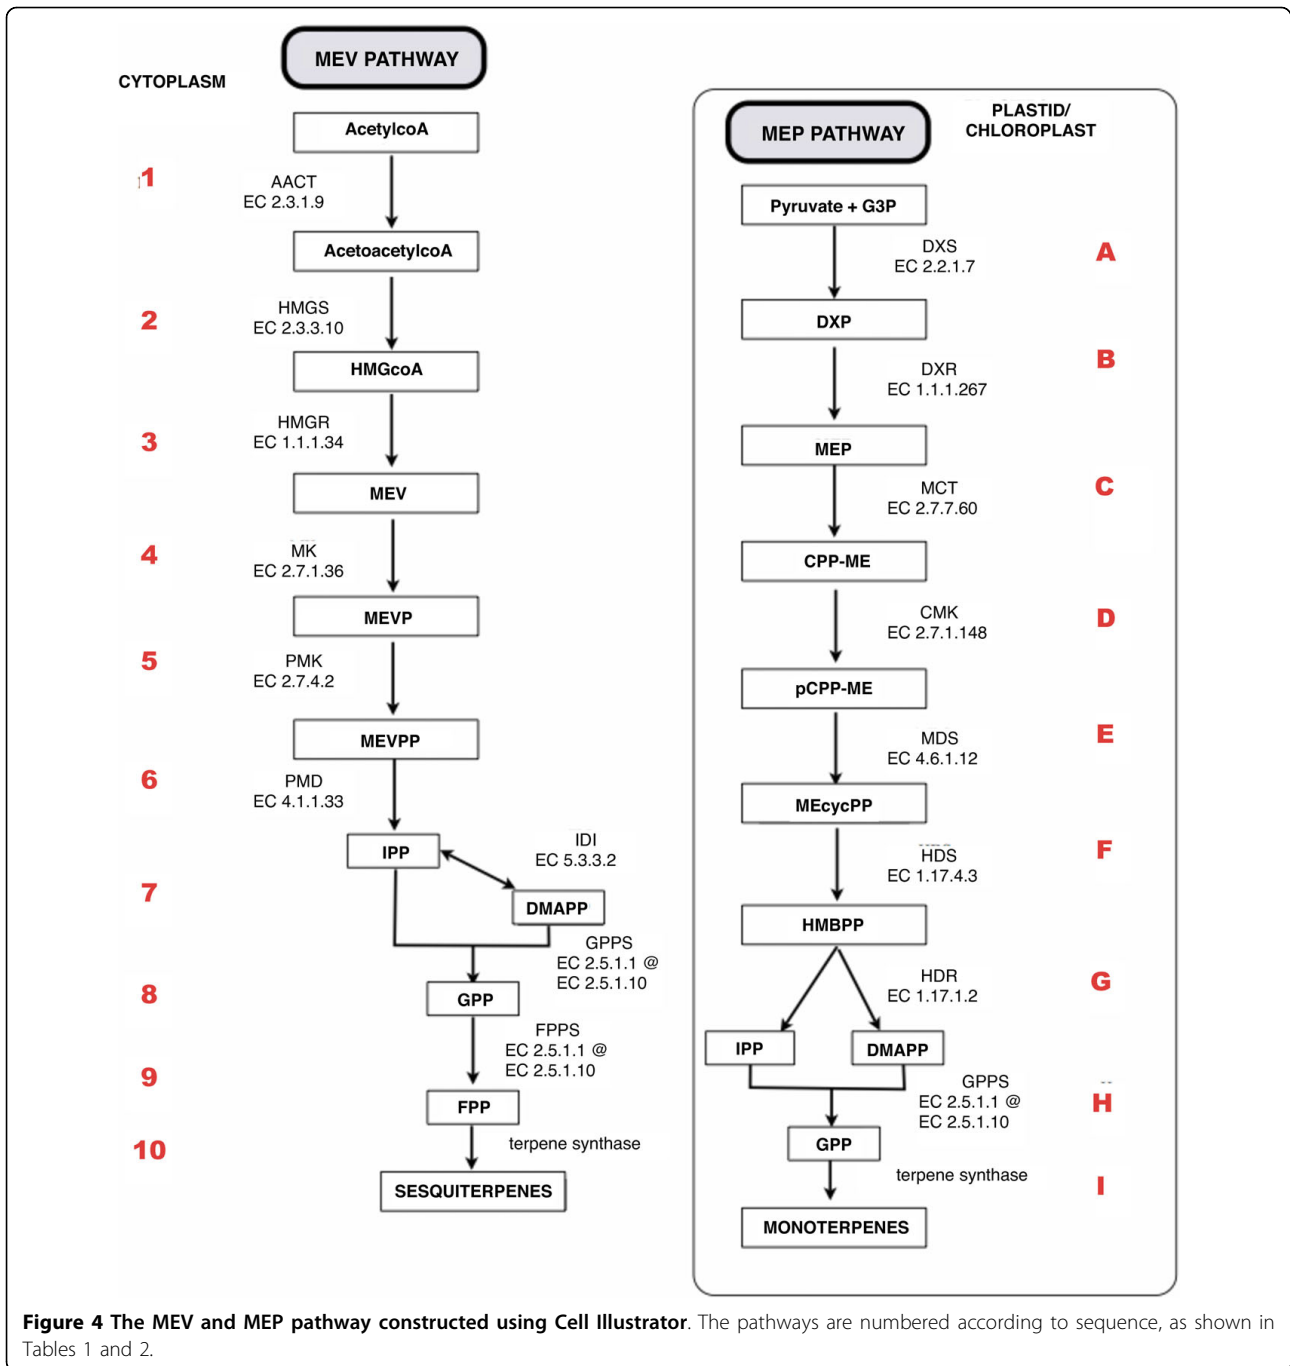 MEV PATHWAY
CYTOPLASM
AcetylcoA
1
AACT
EC 2.3.1.9
AcetoacetylcoA
2
HMGS
EC 2.3.3.10
HMGcoA
3
HMGR
EC 1.1.1.34
MEV
4
MK
EC 2.7.1.36
MEVP
5
PMK
EC 2.7.4.2
MEVPP
6
PMD
EC 4.1.1.33
IPP
IDI
EC 5.3.3.2
7
DMAPP
GPPS
EC 2.5.1.1 @
EC 2.5.1.10
8
GPP
FPPS
EC 2.5.1.1 @
EC 2.5.1.10
9
FPP
10
terpene synthase
SESQUITERPENES
MEP PATHWAY
PLASTID/
CHLOROPLAST
Pyruvate + G3P
DXS
EC 2.2.1.7
A
DXP
DXR
EC 1.1.1.267
B
MEP
MCT
EC 2.7.7.60
C
CPP-ME
CMK
EC 2.7.1.148
D
pCPP-ME
MDS
EC 4.6.1.12
E
MEcycPP
HDS
EC 1.17.4.3
F
HMBPP
HDR
EC 1.17.1.2
G
IPP
DMAPP
GPPS
EC 2.5.1.1 @
EC 2.5.1.10
H
GPP
terpene synthase
I
MONOTERPENES
Figure 4 The MEV and MEP pathway constructed using Cell Illustrator. The pathways are numbered according to sequence, as shown in
Tables 1 and 2.